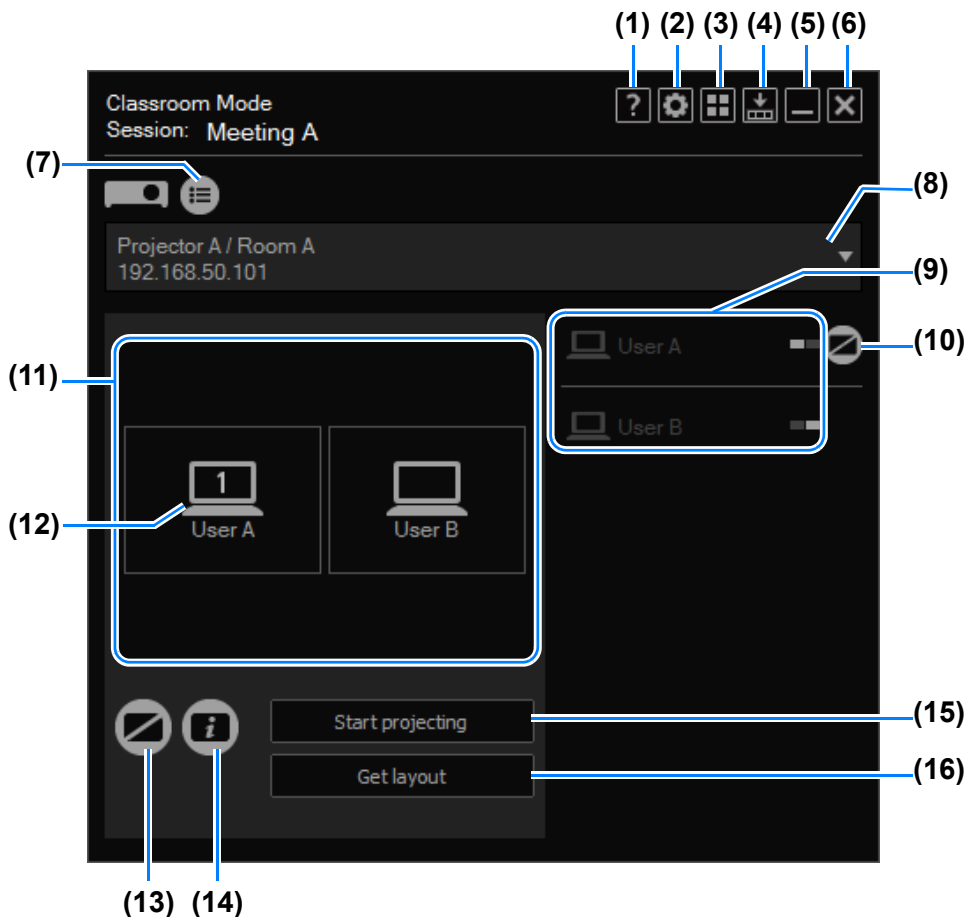 (1) (2) (3) (4) (5) (6)
Classroom Mode
Session: Meeting A
?
(7)
(8)
Projector A / Room A
192.168.50.101
(9)
User A
(10)
(11)
User B
1
(12)
User A
User B
i
Start projecting
(15)
Get layout
(16)
(13) (14)